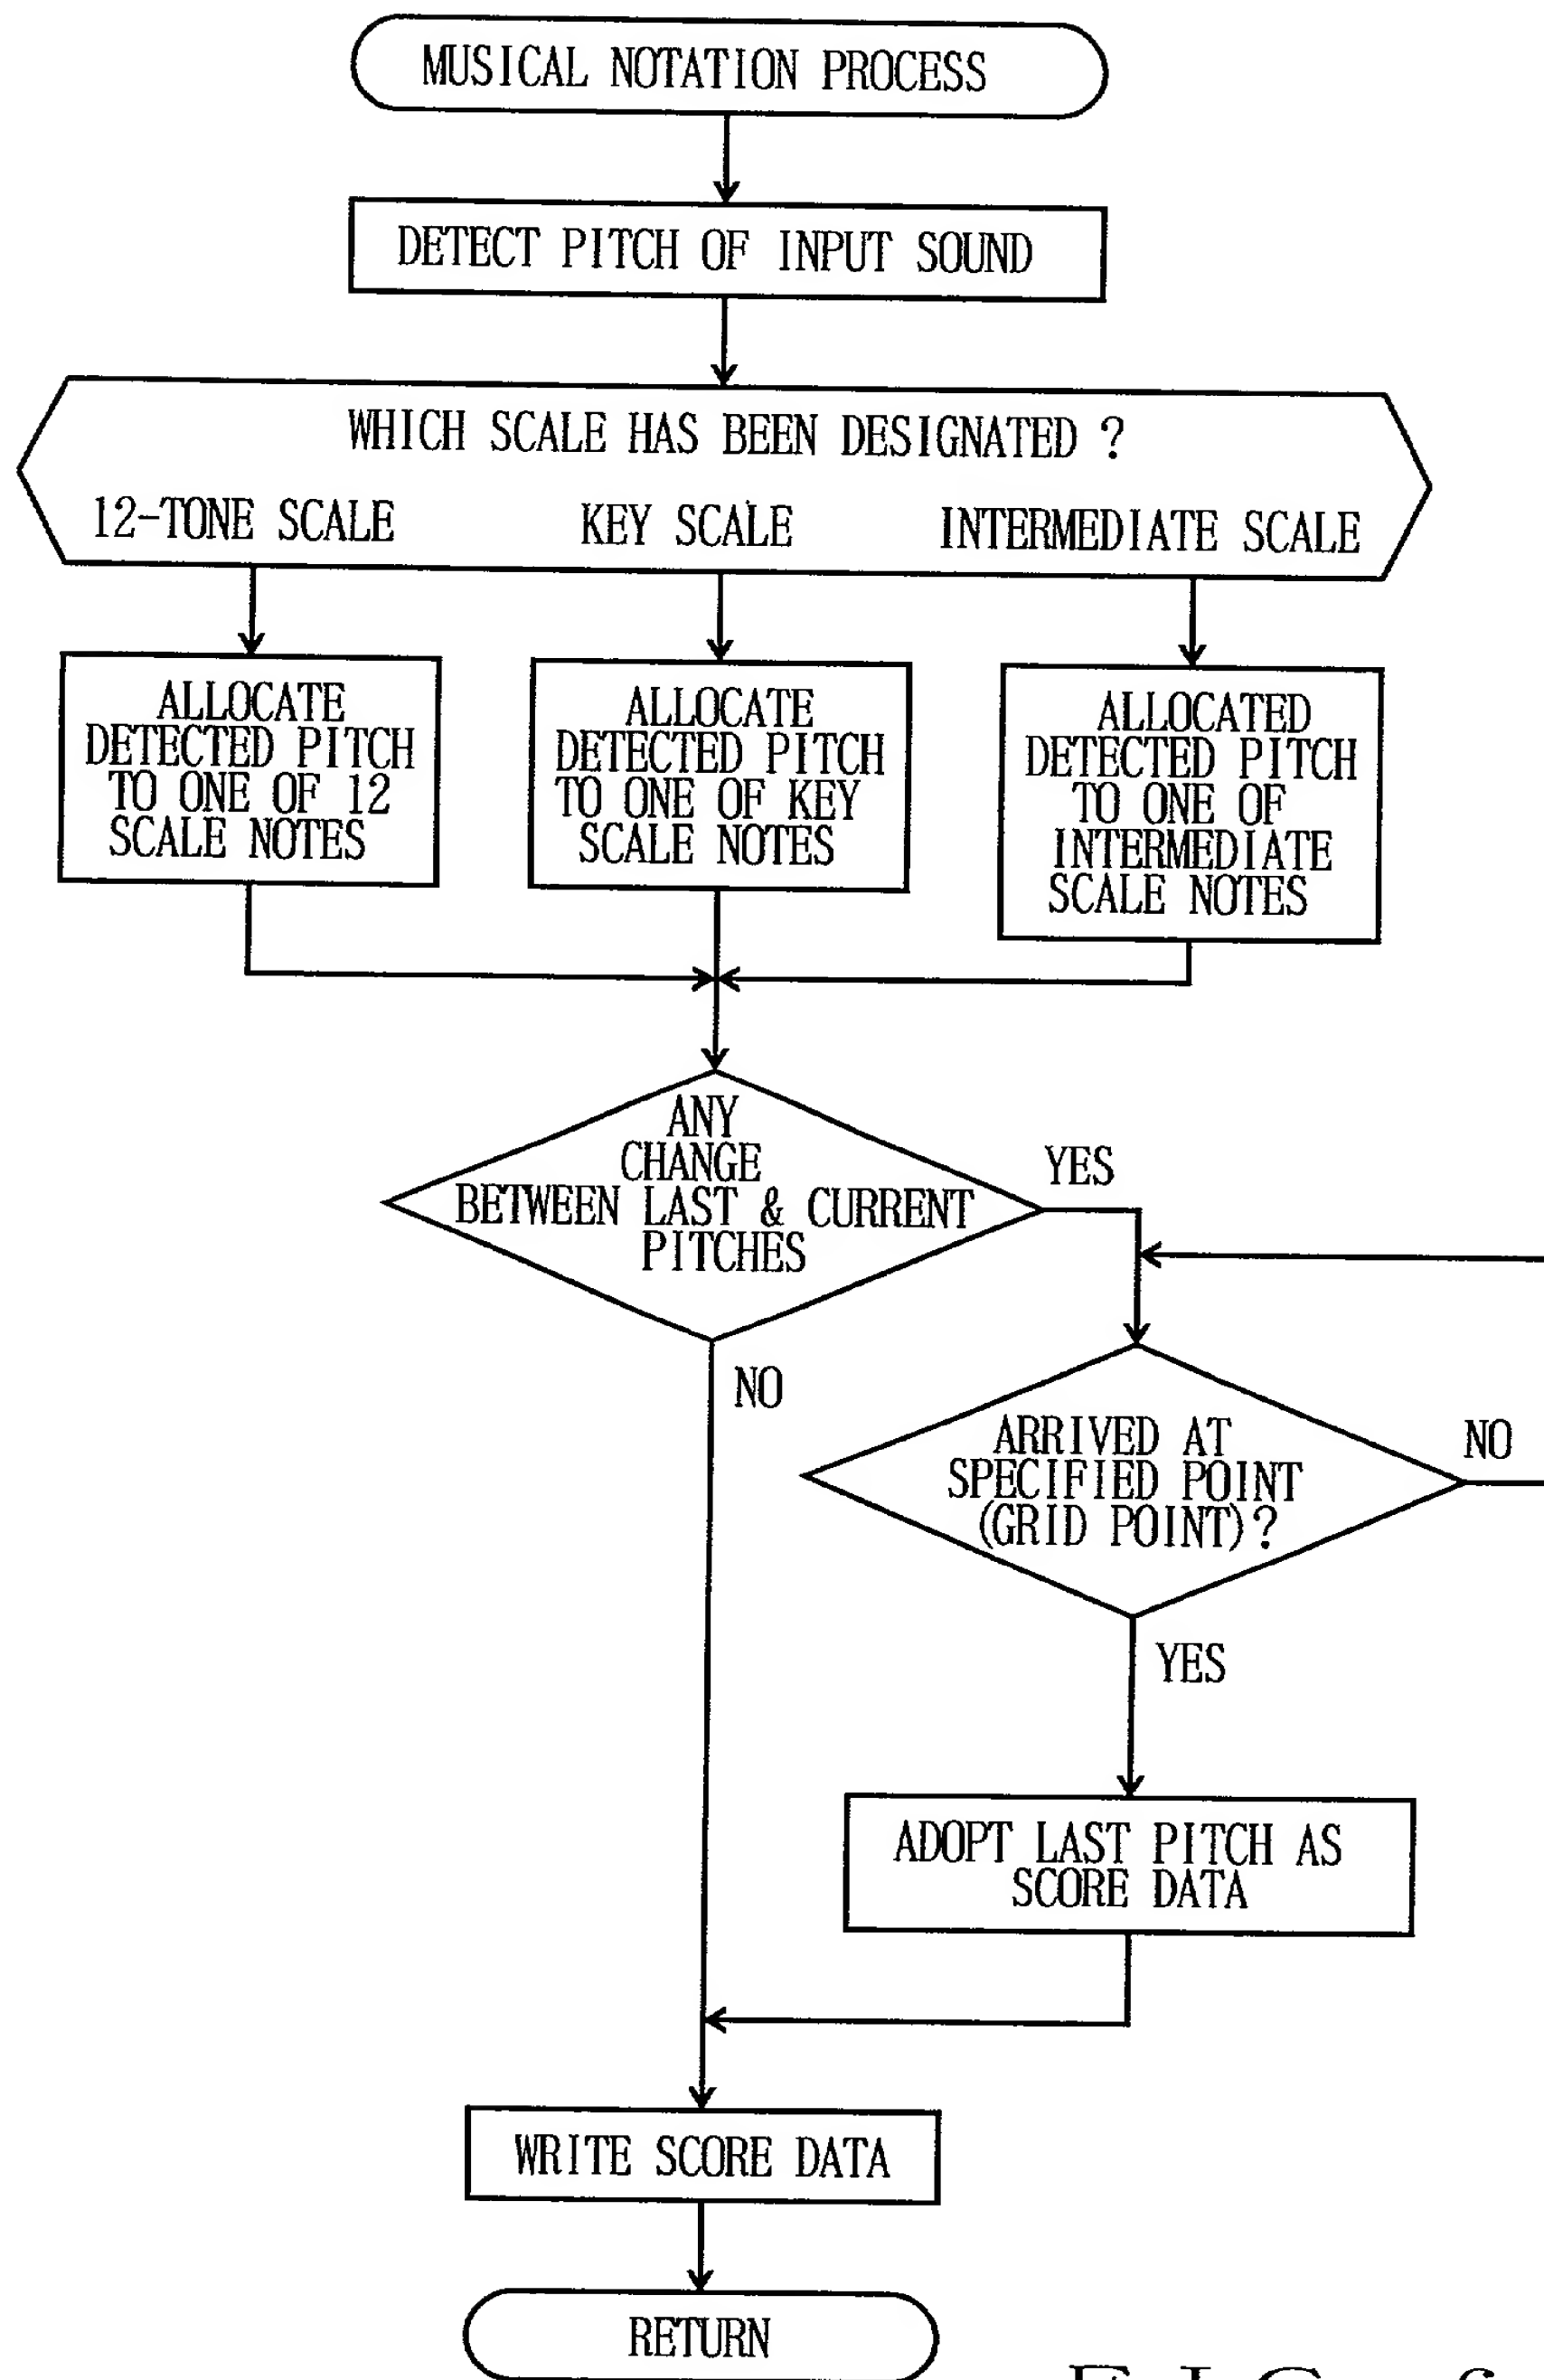 MUSICAL NOTATION PROCESS
DETECT PITCH OF INPUT SOUND
WHICH SCALE HAS BEEN DESIGNATED ?
12-TONE SCALE
KEY SCALE
INTERMEDIATE SCALE
ALLOCATE
DETECTED PITCH
TO ONE OF 12
SCALE NOTES
ALLOCATE
DETECTED PITCH
TO ONE OF KEY
SCALE NOTES
ALLOCATED
DETECTED PITCH
TO ONE OF
INTERMEDIATE
SCALE NOTES
ANY
CHANGE
BETWEEN LAST & CURRENT
PITCHES
YES
NO
ARRIVED AT
SPECIFIED POINT
(GRID POINT)?
NO
YES
ADOPT LAST PITCH AS
SCORE DATA
WRITE SCORE DATA
RETURN